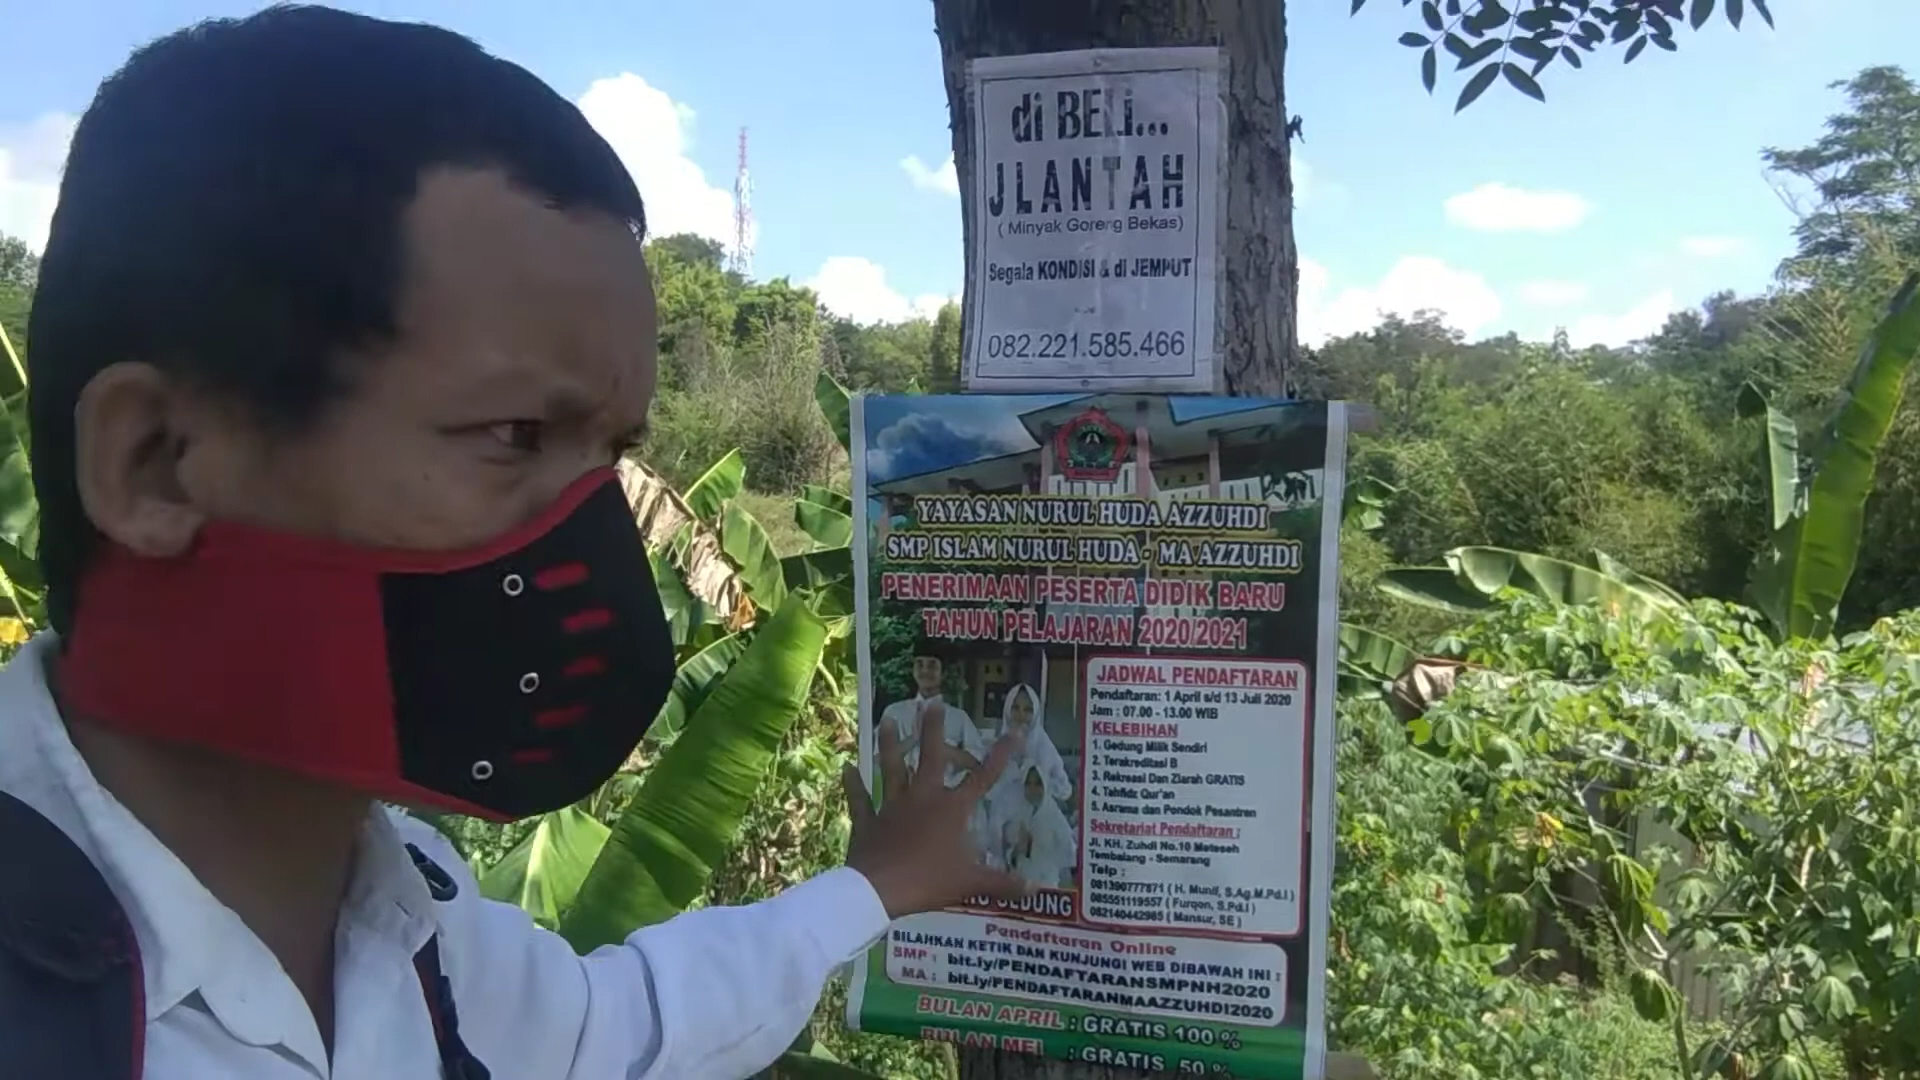 di BELi...
JLANTAH
( Minyak Goreng Bekas)
Segala KONDISI & di JEMPUT
082.221.585.466
YAYASAN NURUL HUDA AZZUHDI
SMP ISLAM NURUL HUDA - MA AZZUHDI
PENERIMAAN PESERTA DIDIK BARU
TAHUN PELAJARAN 2020/2021
JADWAL PENDAFTARAN
Pendaftaran: 1 April s/d 13 Juli 2020
Jam : 07.00 - 13.00 WIB
KELEBIHAN
1. Gedung Milik Sendiri
2. Terakreditasi B
3. Rekreasi Dan Ziarah GRATIS
4. Tahfidz Qur'an
5. Asrama dan Pondok Pesantren
Sekretariat Pendaftaran :
Jl. KH. Zuhdi No.10 Meteseh
Tembalang - Semarang
Telp :
081390777871 ( H. Munif, S.Ag.M.Pd.I )
085551119557 ( Furqon, S.Pd.I )
082140442985 ( Mansur, SE )
GEDUNG
Pendaftaran Online
SILAHKAN KETIK DAN KUNJUNGI WEB DIBAWAH INI :
SMP : bit.ly/PENDAFTARANSMPNH2020
MA : bit.ly/PENDAFTARANMAAZZUHDI2020
BULAN APRIL : GRATIS 100 %
BULAN MEI : GRATIS 50 %